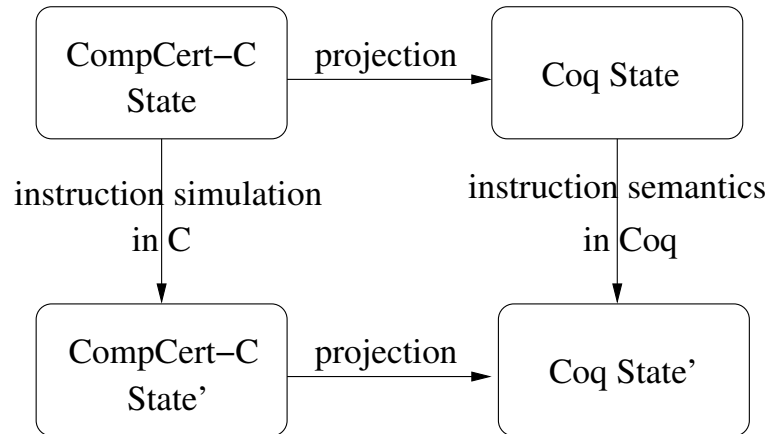 CompCert−C
State
projection
Coq State
instruction simulation
in C
instruction semantics
in Coq
CompCert−C
State’
projection
Coq State’